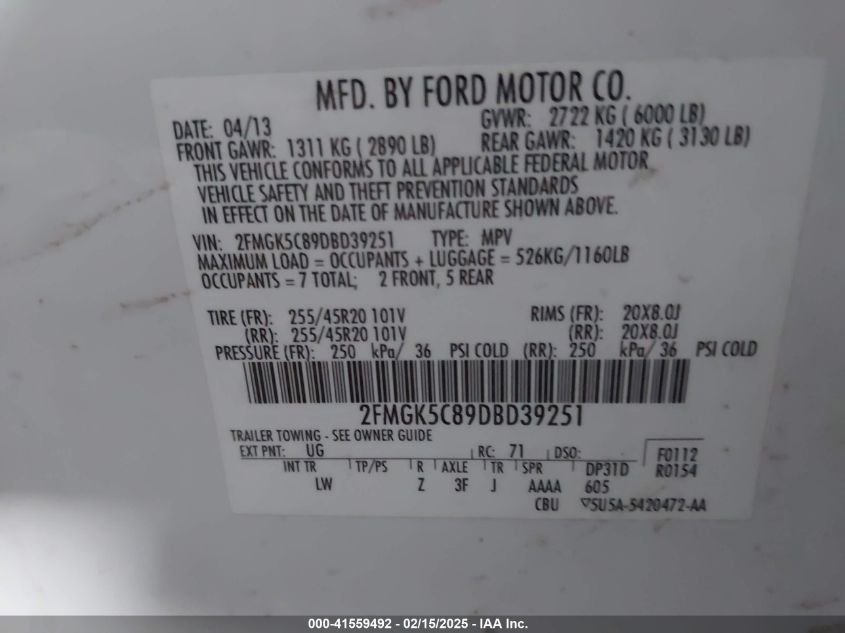 MFD. BY FORD MOTOR CO.
DATE: 04/13 GVWR: 2722 KG ( 6000 LB)
FRONT GAWR: 1311 KG ( 2890 LB) REAR GAWR: 1420 KG ( 3130 LB)
THIS VEHICLE CONFORMS TO ALL APPLICABLE FEDERAL MOTOR
VEHICLE SAFETY AND THEFT PREVENTION STANDARDS
IN EFFECT ON THE DATE OF MANUFACTURE SHOWN ABOVE.
VIN: 2FMGK5C89DBD39251 TYPE: MPV
MAXIMUM LOAD = OCCUPANTS + LUGGAGE = 526KG/1160LB
OCCUPANTS = 7 TOTAL; 2 FRONT, 5 REAR
TIRE (FR): 255/45R20 101V RIMS (FR): 20X8.0J
(RR): 255/45R20 101V (RR): 20X8.0J
PRESSURE (FR): 250 kPa/ 36 PSI COLD (RR): 250 kPa/ 36 PSI COLD
2FMGK5C89DBD39251
TRAILER TOWING - SEE OWNER GUIDE
EXT PNT: UG RC: 71 DSO: F0112
INT TR TP/PS R AXLE TR SPR DP31D R0154
LW Z 3F J AAAA 605
CBU ▽SU5A-5420472-AA
000-41559492 - 02/15/2025 - IAA Inc.